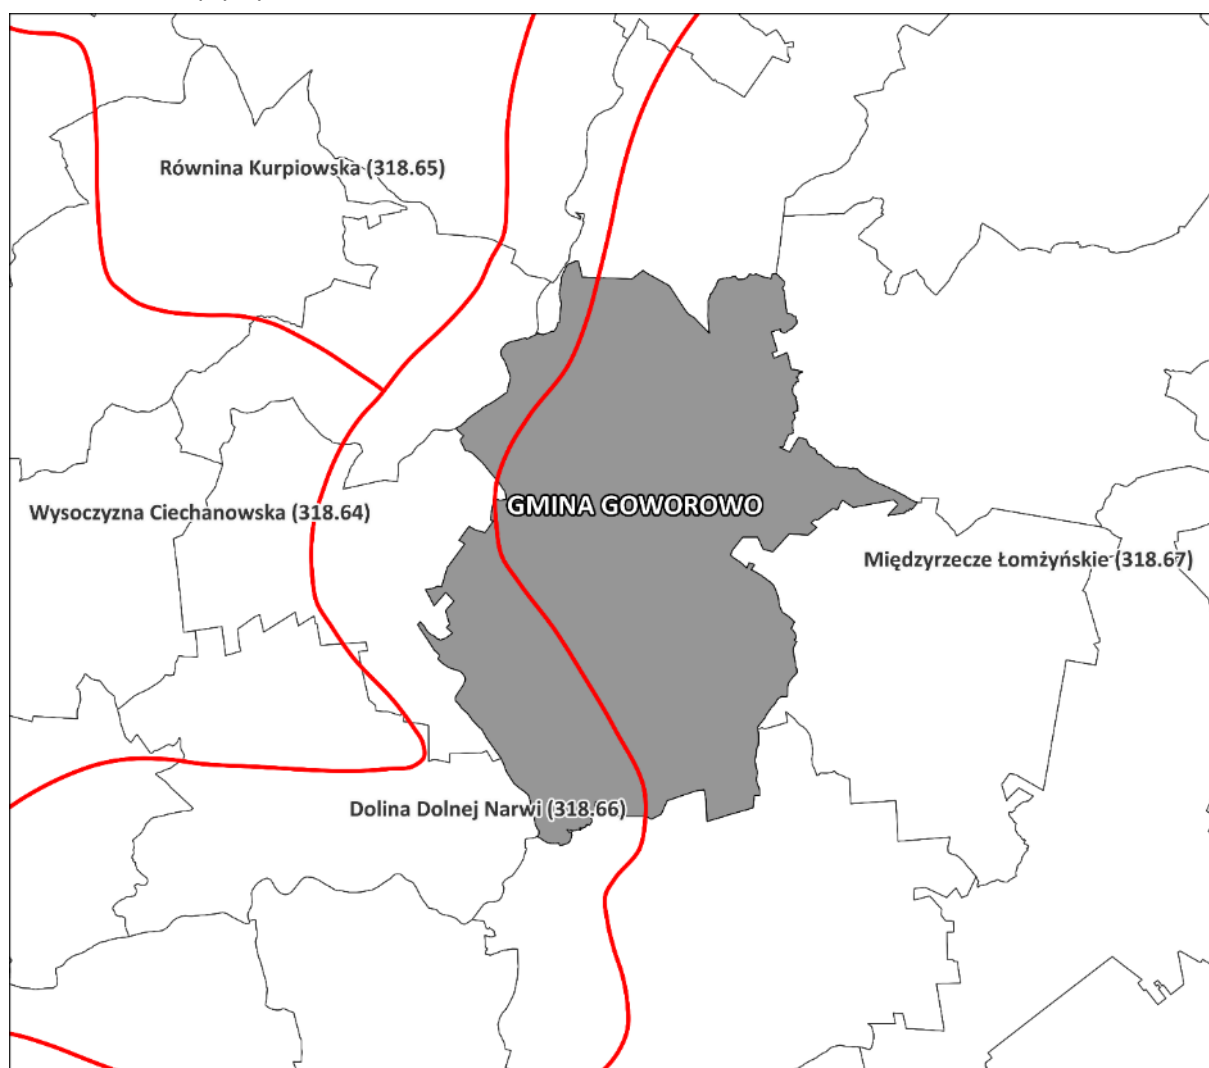 Równina Kurpiowska (318.65)
GMINA GOWOROWO
Wysoczyzna Ciechanowska (318.64)
Międzyrzecze Łomżyńskie (318.67)
Dolina Dolnej Narwi (318.66)